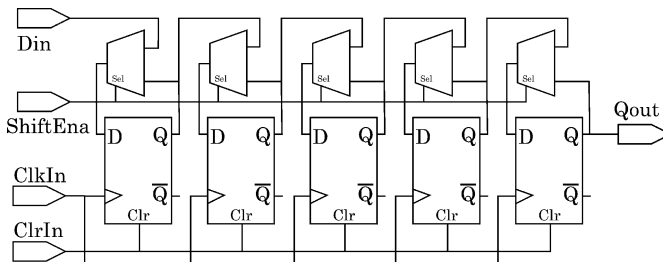 Din
Sel Sel Sel Sel Sel
ShiftEna
Qout
D Q D Q D Q D Q D Q
ClkIn
Q Q Q Q Q
Clr Clr Clr Clr Clr
ClrIn